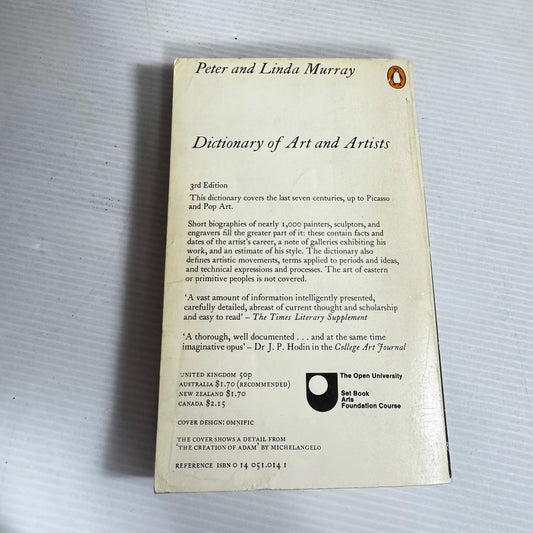 Peter and Linda Murray
Dictionary of Art and Artists
3rd Edition
This dictionary covers the last seven centuries, up to Picasso
and Pop Art.
Short biographies of nearly 1,000 painters, sculptors, and
engravers fill the greater part of it: these contain facts and
dates of the artist's career, a note of galleries exhibiting his
work, and an estimate of his style. The dictionary also
defines artistic movements, terms applied to periods and ideas,
and technical expressions and processes. The art of eastern
or primitive peoples is not covered.
'A vast amount of information intelligently presented,
carefully detailed, abreast of current thought and scholarship
and easy to read' – The Times Literary Supplement
'A thorough, well documented . . . and at the same time
imaginative opus' – Dr J. P. Hodin in the College Art Journal
UNITED KINGDOM 50p
AUSTRALIA $1.70 (RECOMMENDED)
NEW ZEALAND $1.70
CANADA $2.15
The Open University
Set Book
Arts
Foundation Course
COVER DESIGN: OMNIFIC
THE COVER SHOWS A DETAIL FROM
'THE CREATION OF ADAM' BY MICHELANGELO
REFERENCE ISBN 0 14 051.014 1